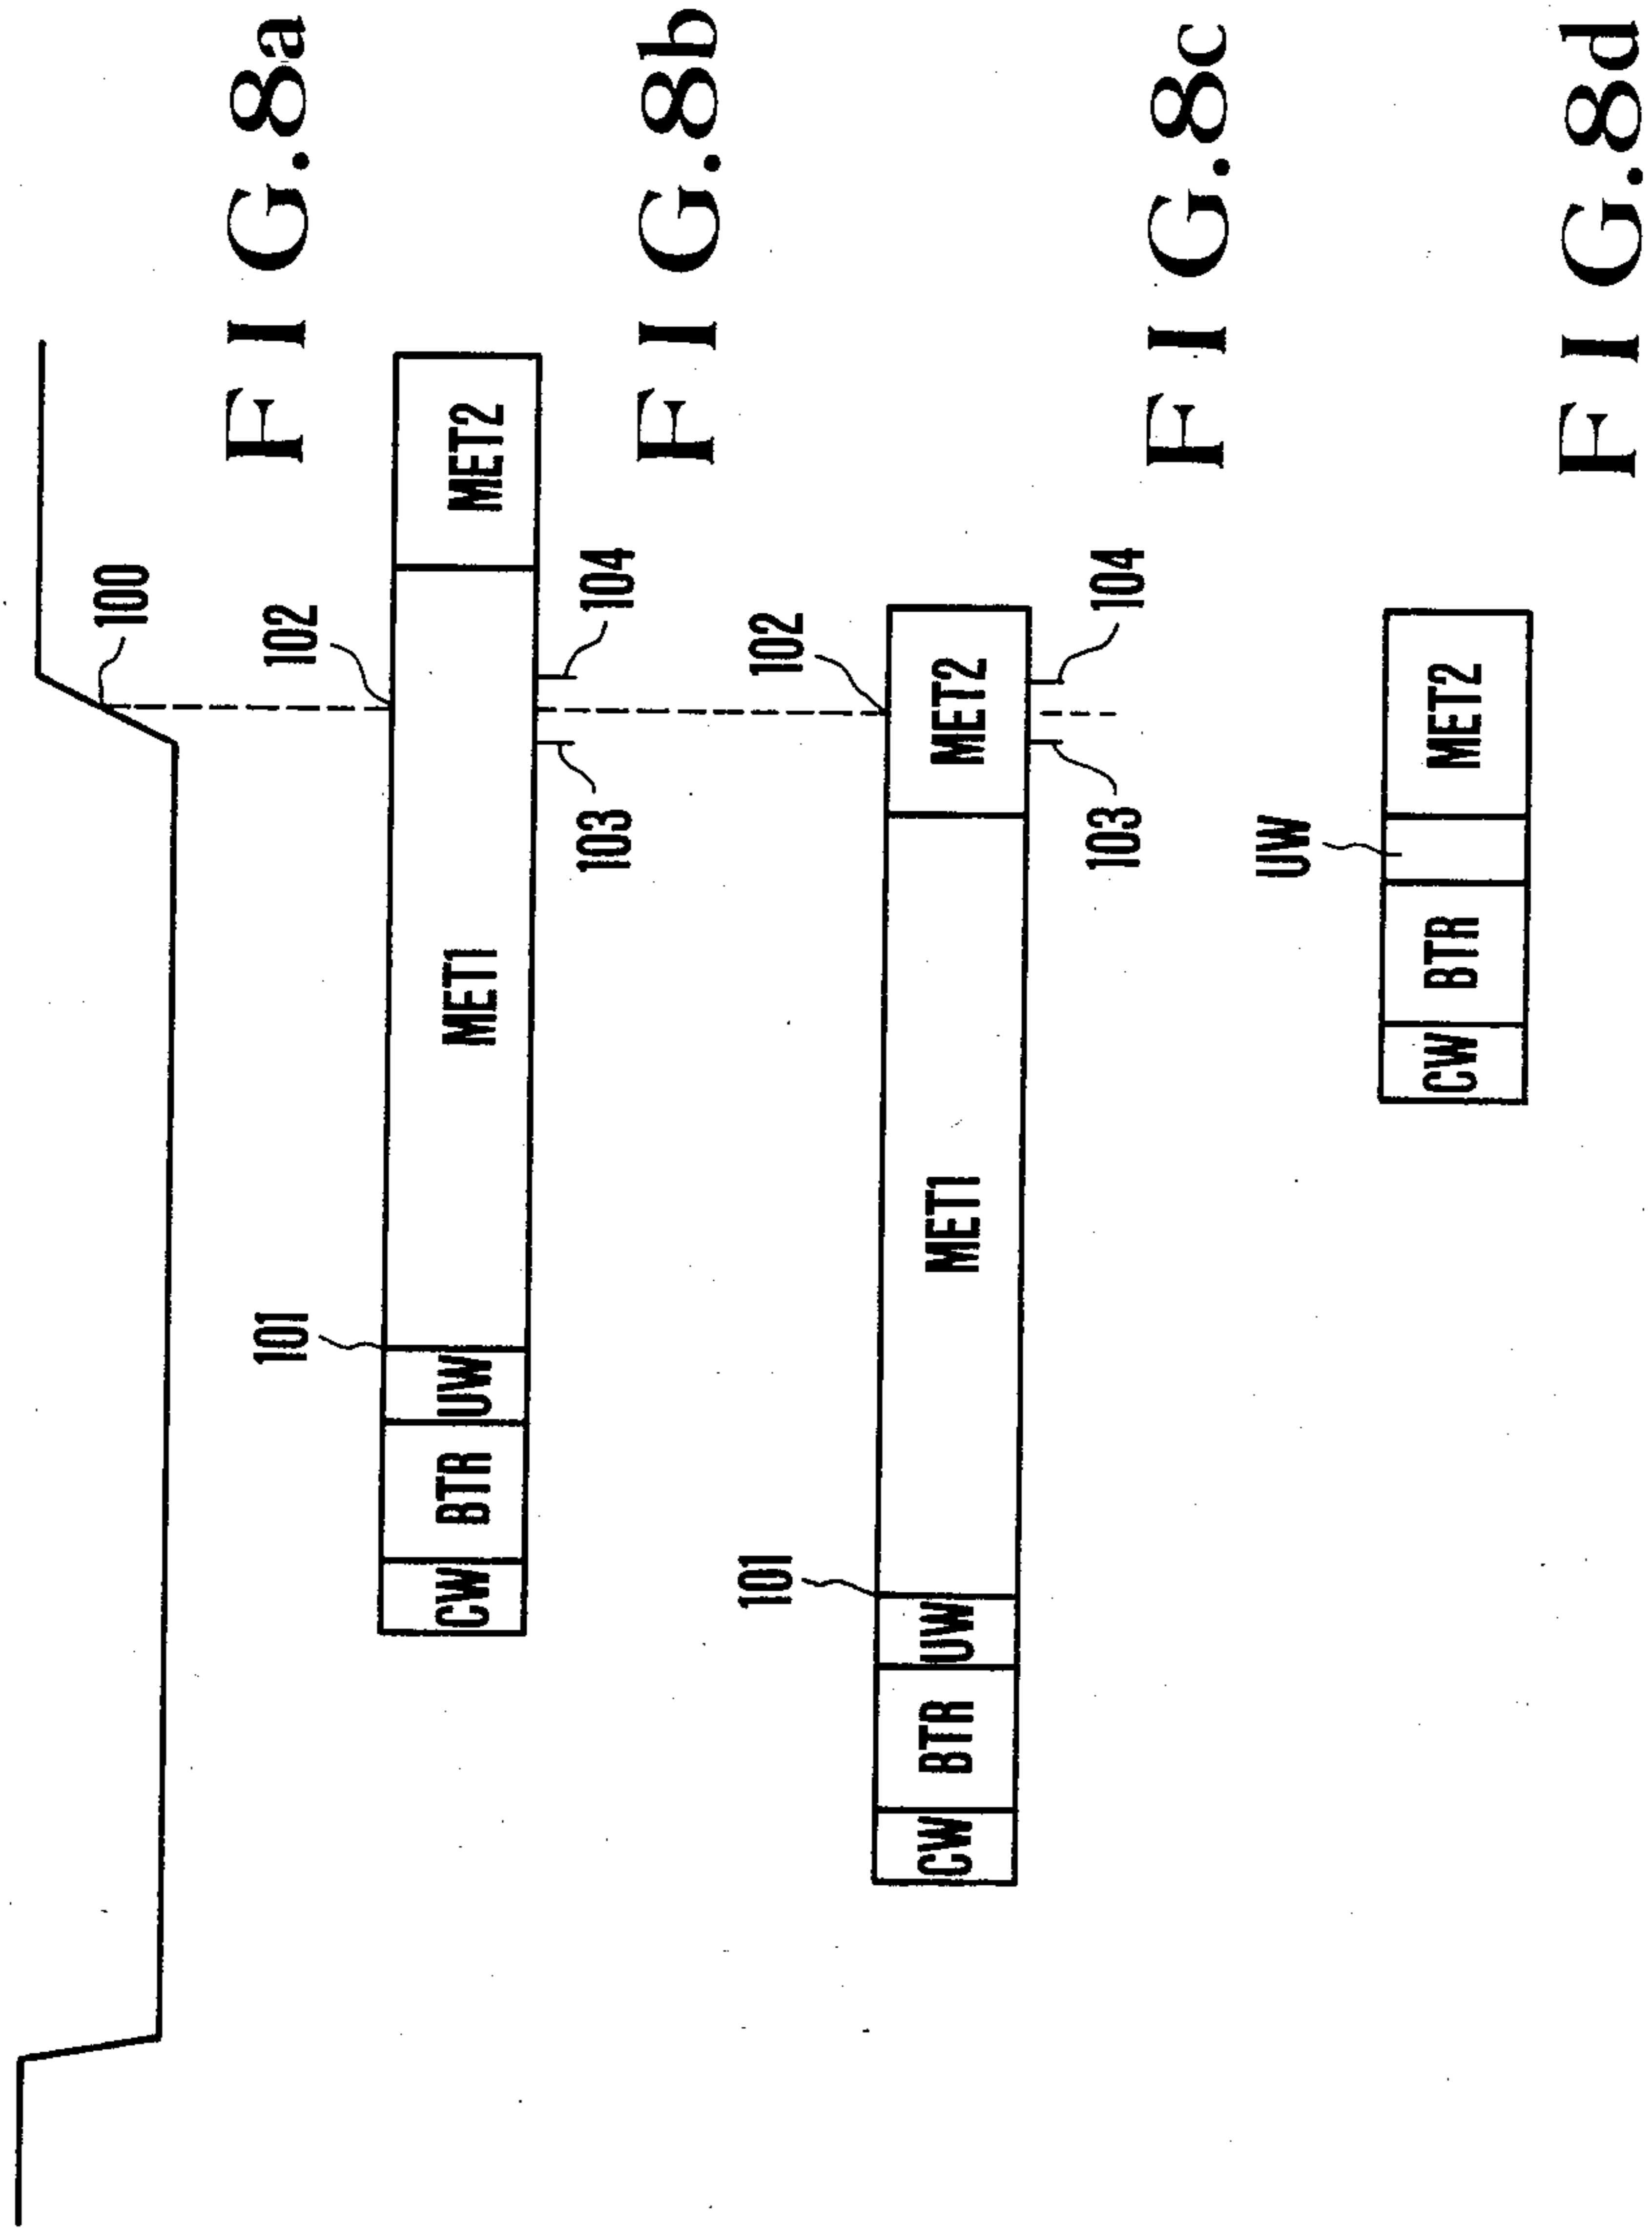 100
FIG.8a
101
102
CW BTR UW MET1 MET2
103
104
FIG.8b
101
102
CW BTR UW MET1 MET2
103
104
FIG.8c
UW
CW BTR MET2
FIG.8d